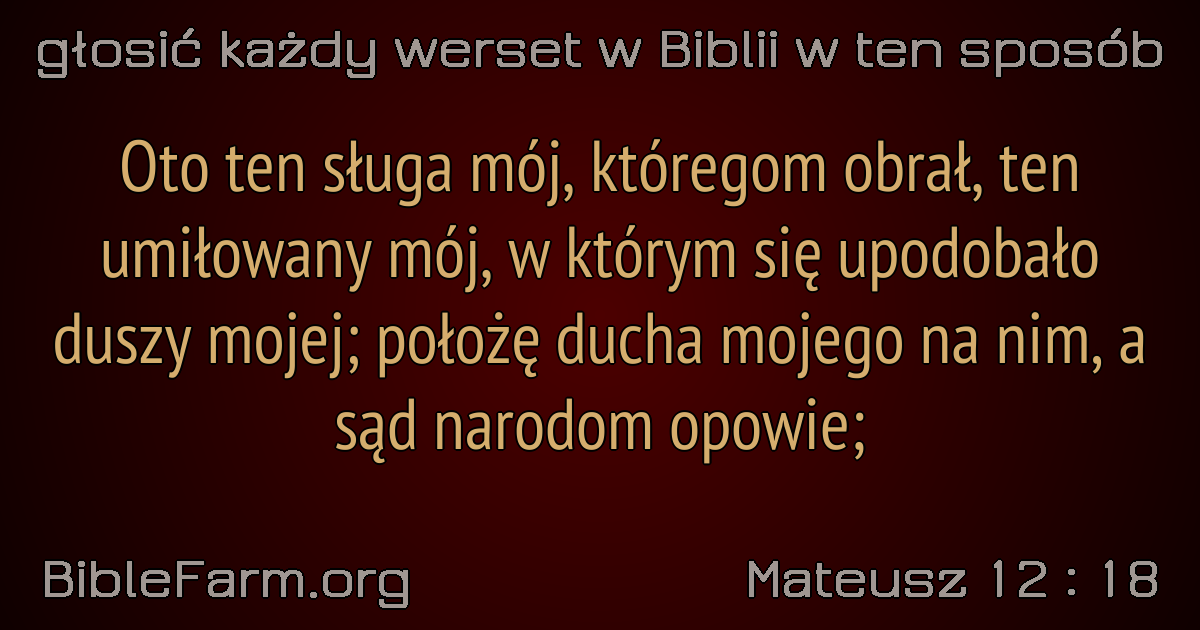 głosić każdy werset w Biblii w ten sposób
Oto ten sługa mój, któregom obrał, ten
umiłowany mój, w którym się upodobało
duszy mojej; położę ducha mojego na nim, a
sąd narodom opowie;
BibleFarm.org
Mateusz 12 : 18